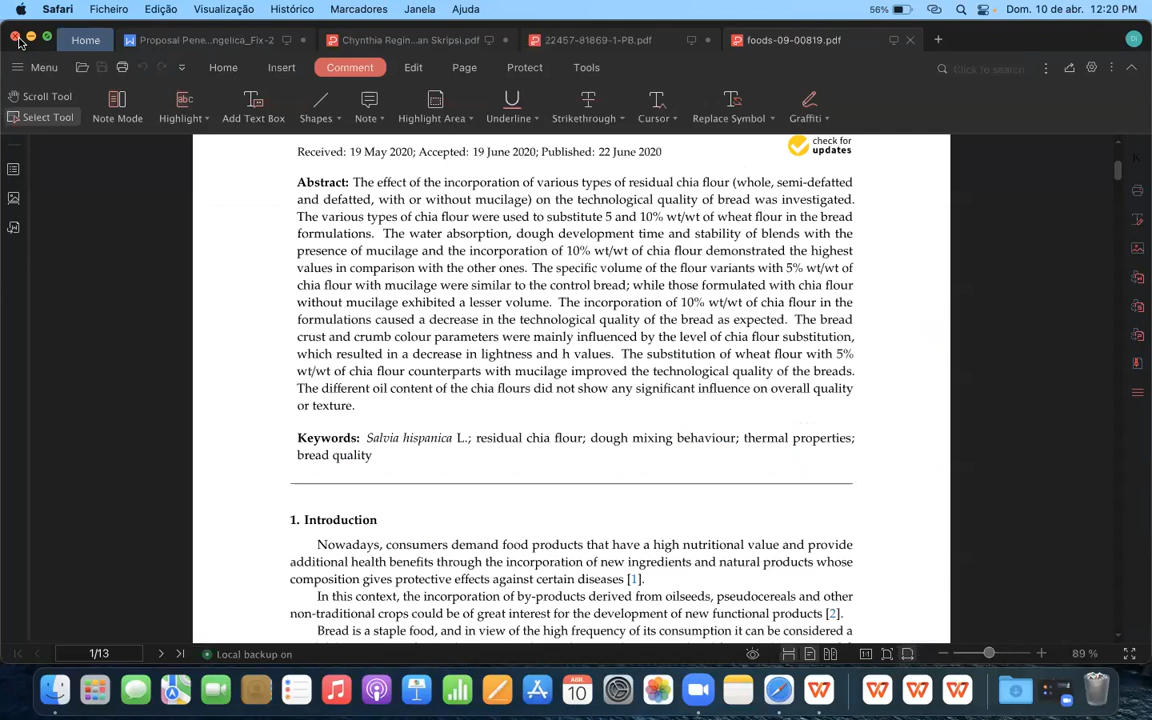 Safari Ficheiro Edição Visualização Histórico Marcadores Janela Ajuda 56% Dom. 10 de abr. 12:20 PM
Home Proposal Pene...ngelica_Fix-2 Chynthia Regin...an Skripsi.pdf 22457-81869-1-PB.pdf foods-09-00819.pdf Di
Menu Home Insert Comment Edit Page Protect Tools Click to search
Scroll Tool
Select Tool Note Mode Highlight Add Text Box Shapes Note Highlight Area Underline Strikethrough Cursor Replace Symbol Graffiti
Received: 19 May 2020; Accepted: 19 June 2020; Published: 22 June 2020
check for
updates
Abstract: The effect of the incorporation of various types of residual chia flour (whole, semi-defatted
and defatted, with or without mucilage) on the technological quality of bread was investigated.
The various types of chia flour were used to substitute 5 and 10% wt/wt of wheat flour in the bread
formulations. The water absorption, dough development time and stability of blends with the
presence of mucilage and the incorporation of 10% wt/wt of chia flour demonstrated the highest
values in comparison with the other ones. The specific volume of the flour variants with 5% wt/wt of
chia flour with mucilage were similar to the control bread; while those formulated with chia flour
without mucilage exhibited a lesser volume. The incorporation of 10% wt/wt of chia flour in the
formulations caused a decrease in the technological quality of the bread as expected. The bread
crust and crumb colour parameters were mainly influenced by the level of chia flour substitution,
which resulted in a decrease in lightness and h values. The substitution of wheat flour with 5%
wt/wt of chia flour counterparts with mucilage improved the technological quality of the breads.
The different oil content of the chia flours did not show any significant influence on overall quality
or texture.
Keywords: Salvia hispanica L.; residual chia flour; dough mixing behaviour; thermal properties;
bread quality
1. Introduction
Nowadays, consumers demand food products that have a high nutritional value and provide
additional health benefits through the incorporation of new ingredients and natural products whose
composition gives protective effects against certain diseases [1].
In this context, the incorporation of by-products derived from oilseeds, pseudocereals and other
non-traditional crops could be of great interest for the development of new functional products [2].
Bread is a staple food, and in view of the high frequency of its consumption it can be considered a
1/13 Local backup on 89 %
ABR.
10